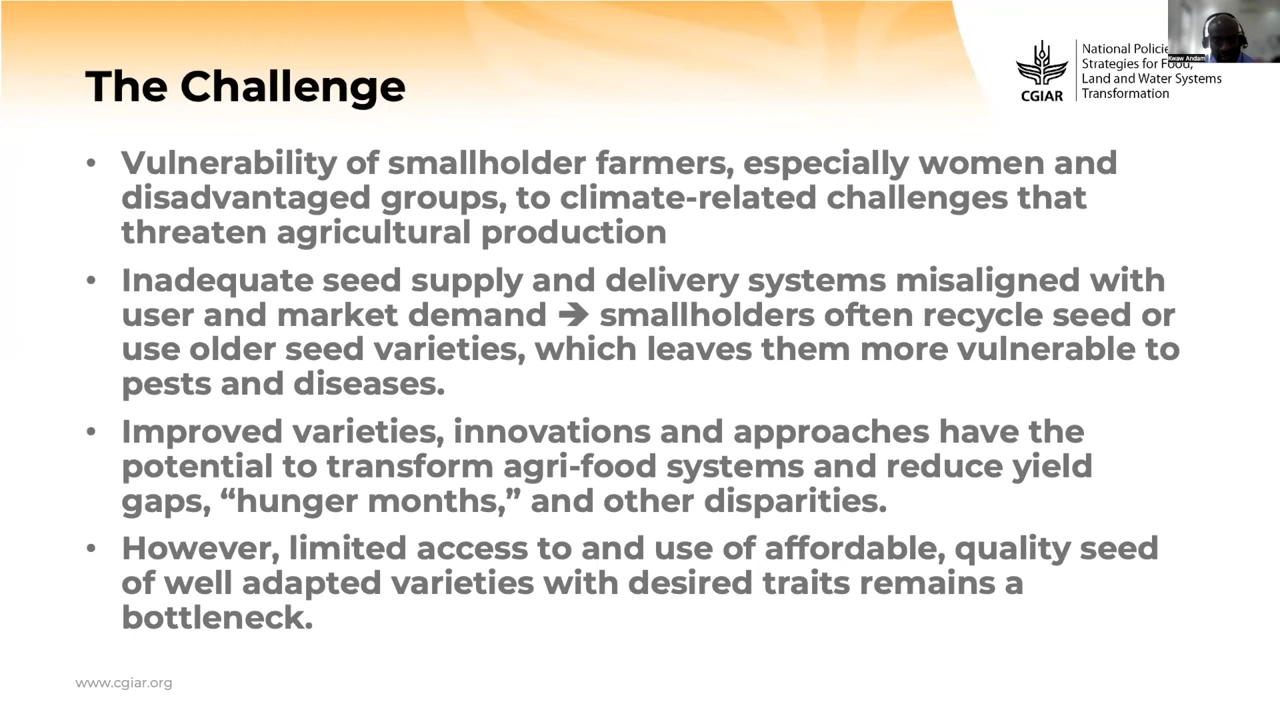 The Challenge
CGIAR
National Policie
Strategies for Food,
Land and Water Systems
Transformation
Kwaw Andam
• Vulnerability of smallholder farmers, especially women and
disadvantaged groups, to climate-related challenges that
threaten agricultural production
• Inadequate seed supply and delivery systems misaligned with
user and market demand ➔ smallholders often recycle seed or
use older seed varieties, which leaves them more vulnerable to
pests and diseases.
• Improved varieties, innovations and approaches have the
potential to transform agri-food systems and reduce yield
gaps, “hunger months,” and other disparities.
• However, limited access to and use of affordable, quality seed
of well adapted varieties with desired traits remains a
bottleneck.
www.cgiar.org